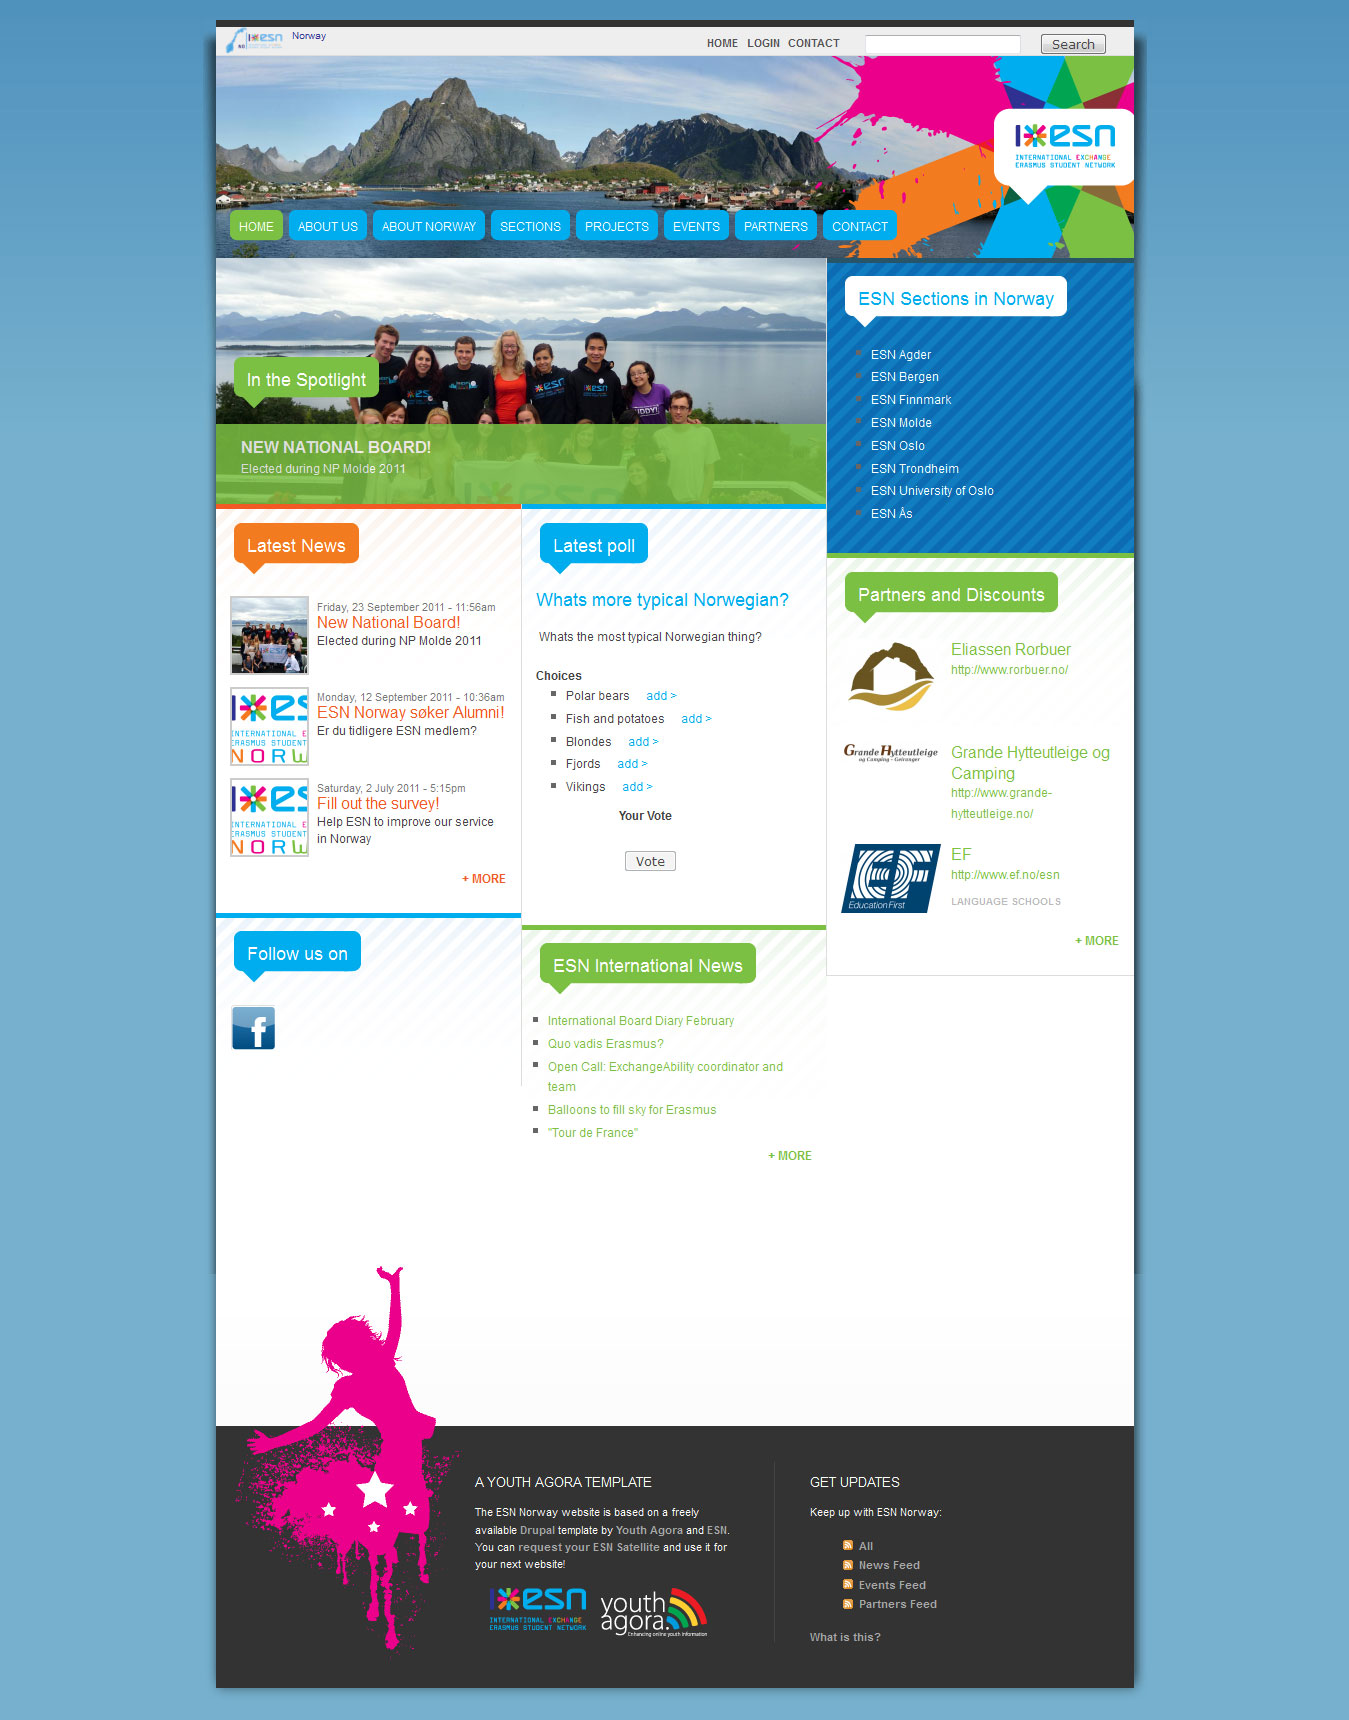 Norway
HOME LOGIN CONTACT
Search
esn
INTERNATIONAL EXCHANGE
ERASMUS STUDENT NETWORK
HOME ABOUT US ABOUT NORWAY SECTIONS PROJECTS EVENTS PARTNERS CONTACT
In the Spotlight
NEW NATIONAL BOARD!
Elected during NP Molde 2011
ESN Sections in Norway
ESN Agder
ESN Bergen
ESN Finnmark
ESN Molde
ESN Oslo
ESN Trondheim
ESN University of Oslo
ESN Ås
Latest News
Friday, 23 September 2011 - 11:56am
New National Board!
Elected during NP Molde 2011
Monday, 12 September 2011 - 10:36am
ESN Norway søker Alumni!
Er du tidligere ESN medlem?
Saturday, 2 July 2011 - 5:15pm
Fill out the survey!
Help ESN to improve our service
in Norway
+ MORE
Latest poll
Whats more typical Norwegian?
Whats the most typical Norwegian thing?
Choices
Polar bears add >
Fish and potatoes add >
Blondes add >
Fjords add >
Vikings add >
Your Vote
Vote
Partners and Discounts
Eliassen Rorbuer
http://www.rorbuer.no/
Grande Hytteutleige
og Camping - Geiranger
Grande Hytteutleige og
Camping
http://www.grande-
hytteutleige.no/
EF
Education First
EF
http://www.ef.no/esn
LANGUAGE SCHOOLS
+ MORE
Follow us on
f
ESN International News
International Board Diary February
Quo vadis Erasmus?
Open Call: ExchangeAbility coordinator and
team
Balloons to fill sky for Erasmus
"Tour de France"
+ MORE
A YOUTH AGORA TEMPLATE
The ESN Norway website is based on a freely
available Drupal template by Youth Agora and ESN.
You can request your ESN Satellite and use it for
your next website!
esn
INTERNATIONAL EXCHANGE
ERASMUS STUDENT NETWORK
youth
agora.
Enhancing online youth information
GET UPDATES
Keep up with ESN Norway:
All
News Feed
Events Feed
Partners Feed
What is this?